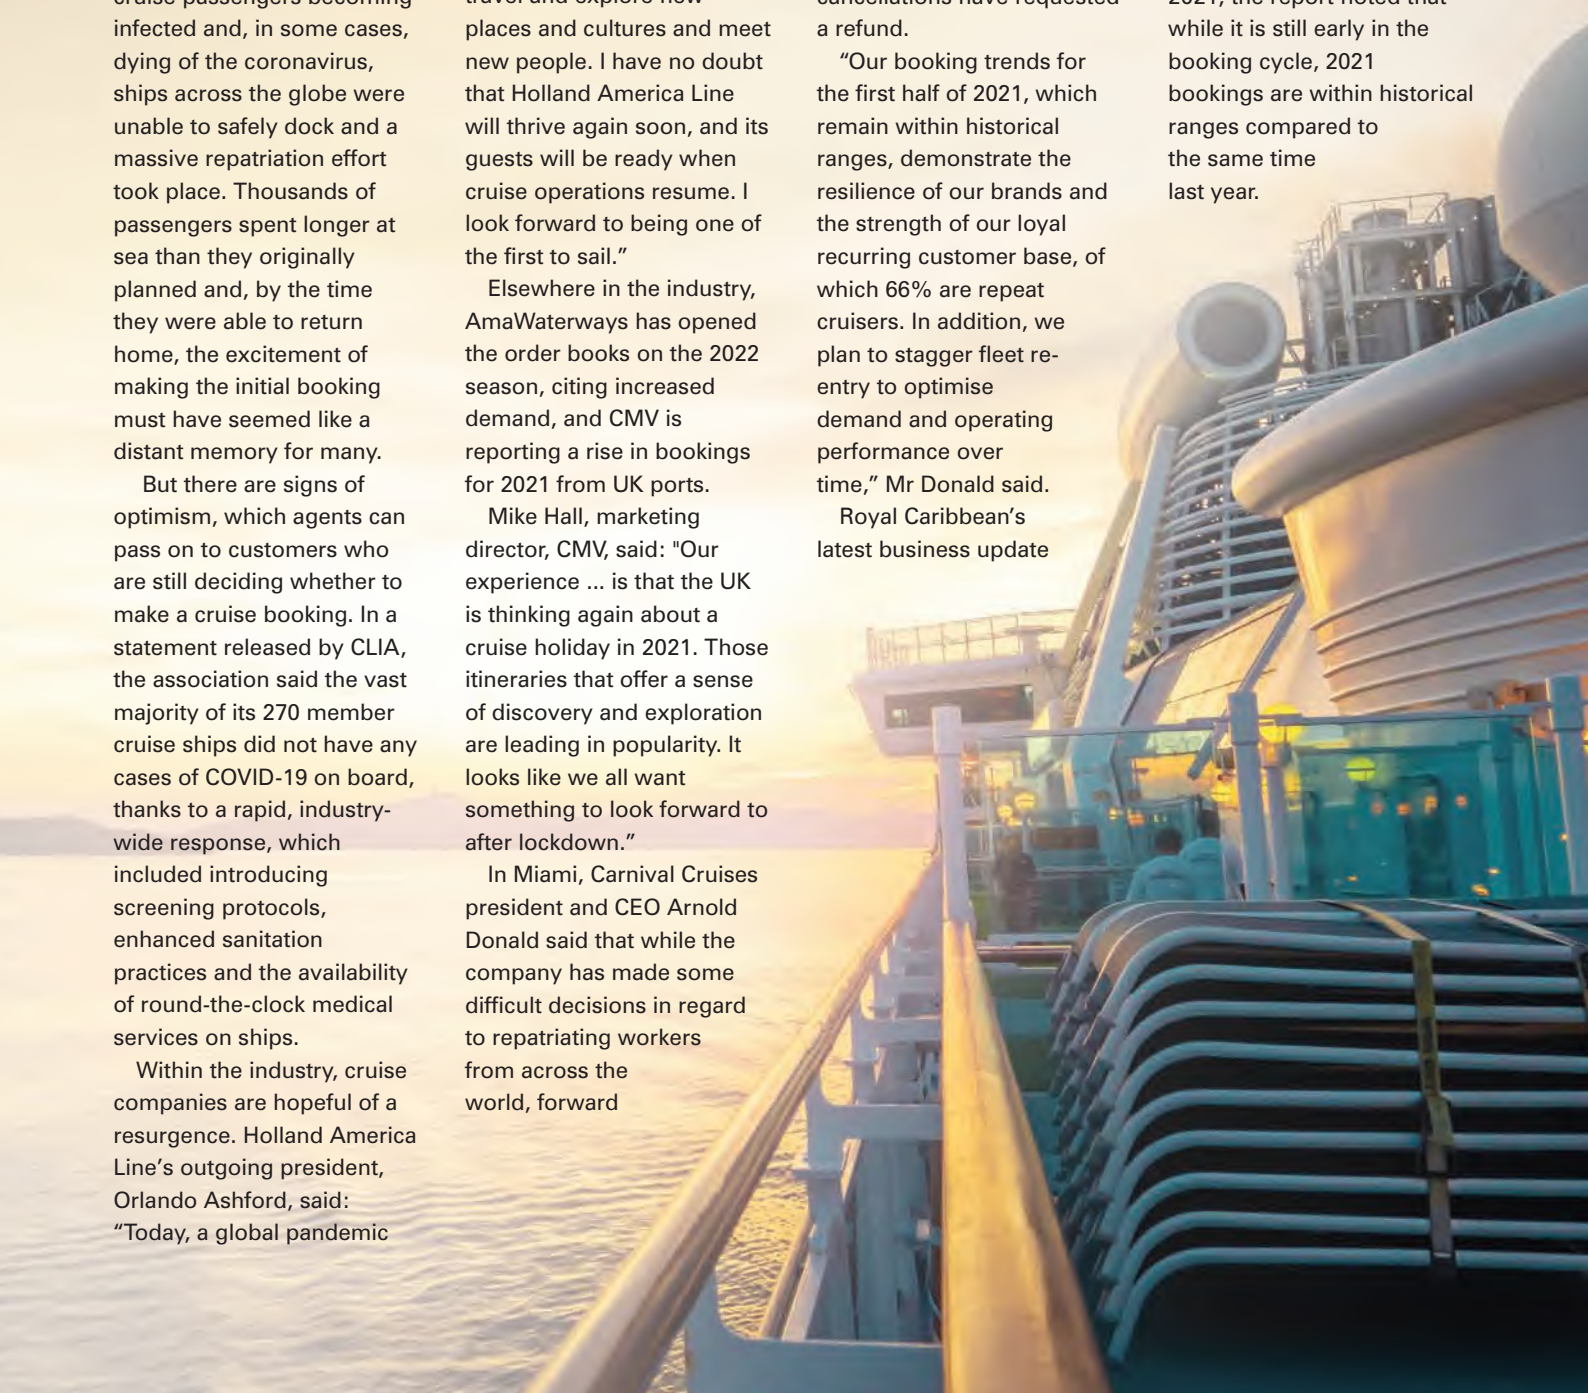 cruise passengers becoming
infected and, in some cases,
dying of the coronavirus,
ships across the globe were
unable to safely dock and a
massive repatriation effort
took place. Thousands of
passengers spent longer at
sea than they originally
planned and, by the time
they were able to return
home, the excitement of
making the initial booking
must have seemed like a
distant memory for many.
But there are signs of
optimism, which agents can
pass on to customers who
are still deciding whether to
make a cruise booking. In a
statement released by CLIA,
the association said the vast
majority of its 270 member
cruise ships did not have any
cases of COVID-19 on board,
thanks to a rapid, industry-
wide response, which
included introducing
screening protocols,
enhanced sanitation
practices and the availability
of round-the-clock medical
services on ships.
Within the industry, cruise
companies are hopeful of a
resurgence. Holland America
Line’s outgoing president,
Orlando Ashford, said:
“Today, a global pandemic
travel and explore new
places and cultures and meet
new people. I have no doubt
that Holland America Line
will thrive again soon, and its
guests will be ready when
cruise operations resume. I
look forward to being one of
the first to sail.”
Elsewhere in the industry,
AmaWaterways has opened
the order books on the 2022
season, citing increased
demand, and CMV is
reporting a rise in bookings
for 2021 from UK ports.
Mike Hall, marketing
director, CMV, said: "Our
experience ... is that the UK
is thinking again about a
cruise holiday in 2021. Those
itineraries that offer a sense
of discovery and exploration
are leading in popularity. It
looks like we all want
something to look forward to
after lockdown.”
In Miami, Carnival Cruises
president and CEO Arnold
Donald said that while the
company has made some
difficult decisions in regard
to repatriating workers
from across the
world, forward
cancellations have requested
a refund.
“Our booking trends for
the first half of 2021, which
remain within historical
ranges, demonstrate the
resilience of our brands and
the strength of our loyal
recurring customer base, of
which 66% are repeat
cruisers. In addition, we
plan to stagger fleet re-
entry to optimise
demand and operating
performance over
time,” Mr Donald said.
Royal Caribbean’s
latest business update
2021, the report noted that
while it is still early in the
booking cycle, 2021
bookings are within historical
ranges compared to
the same time
last year.